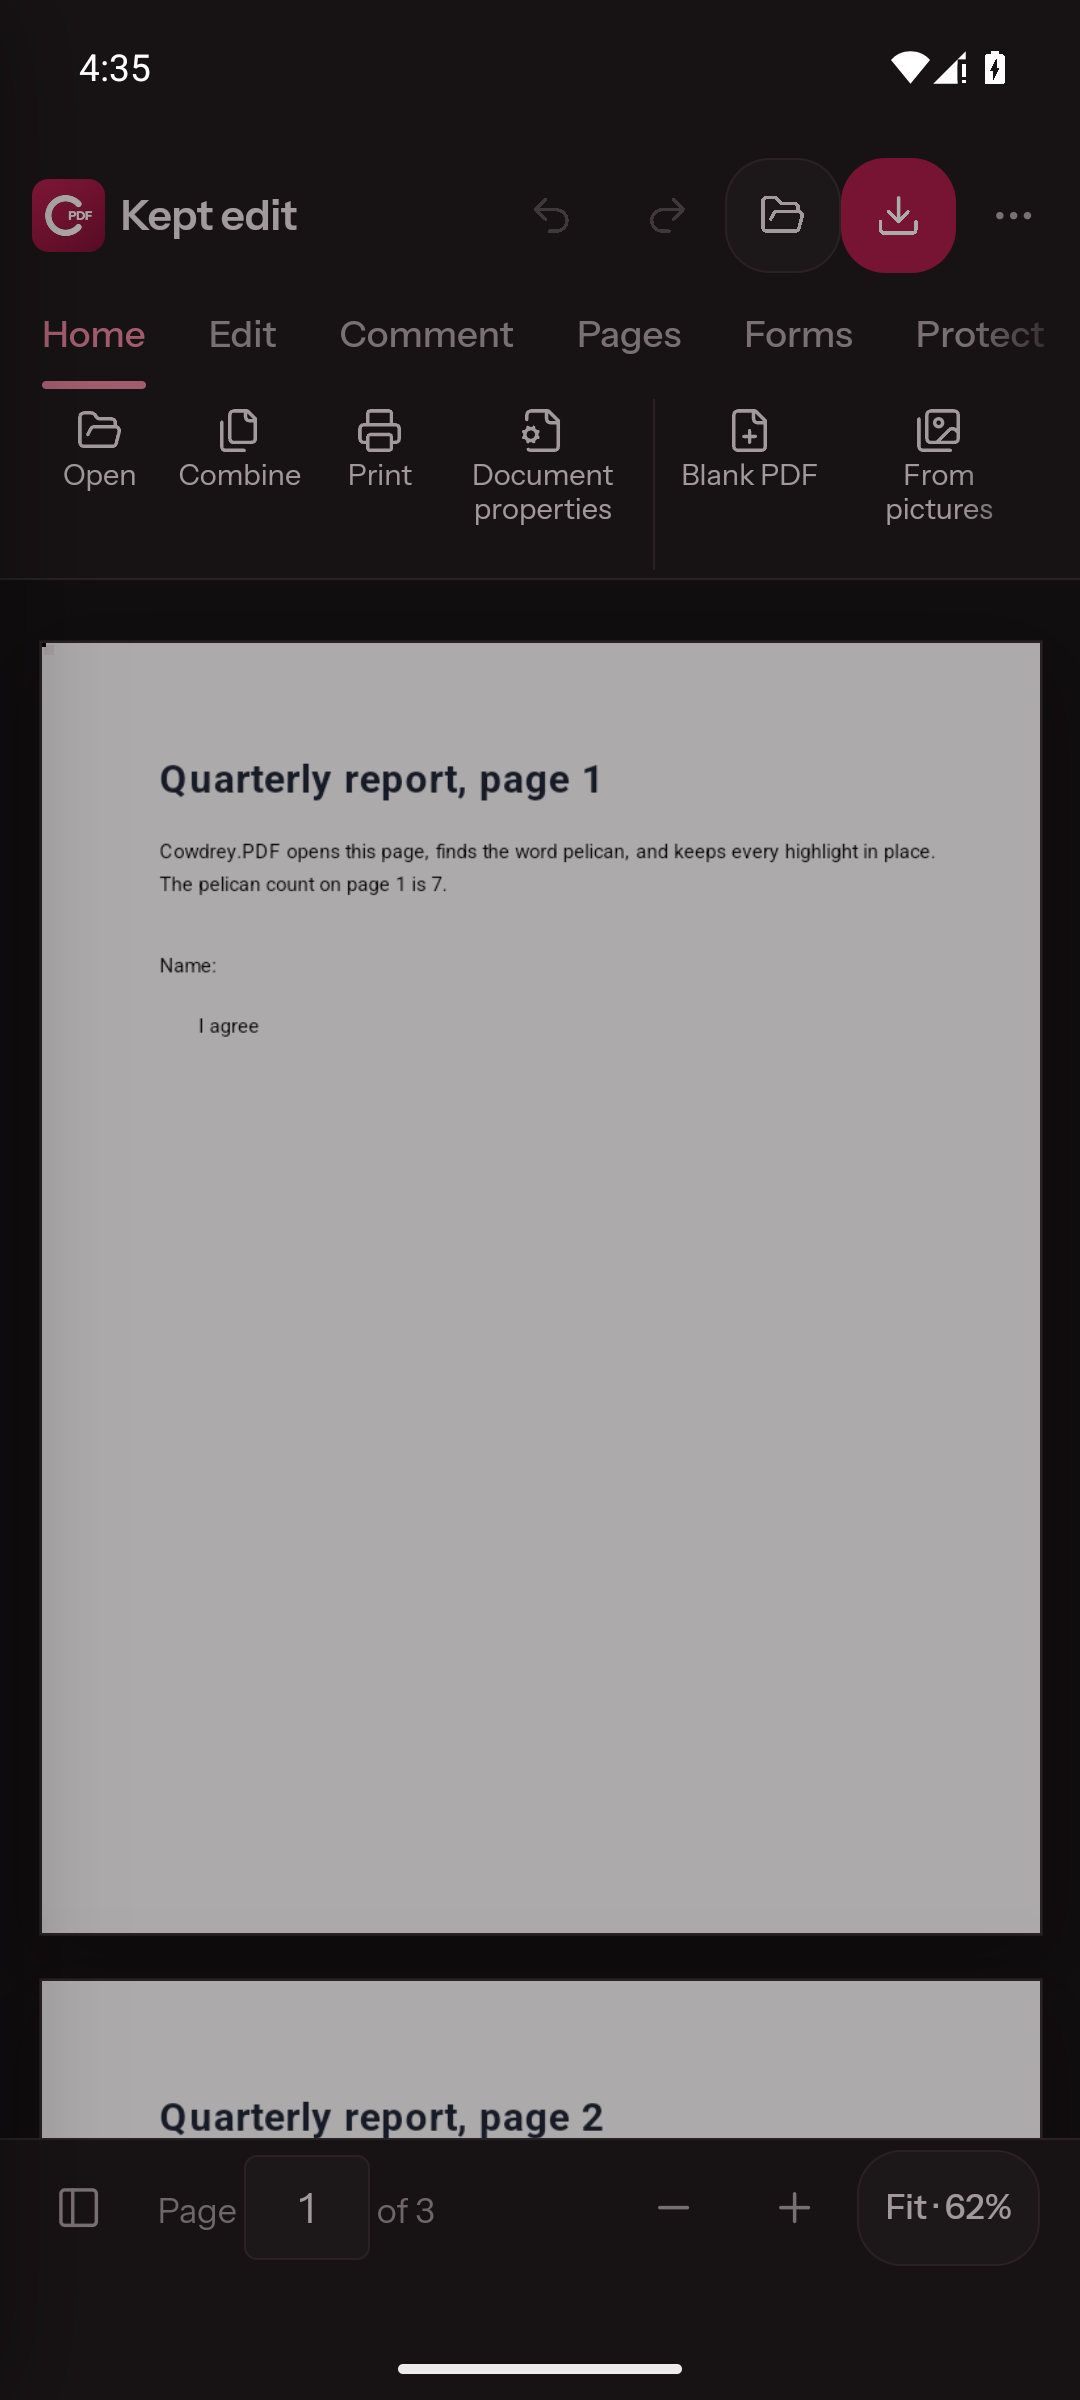 4:35
PDF
Kept edit
Home Edit Comment Pages Forms Protect
Open Combine Print Document properties Blank PDF From pictures
Quarterly report, page 1
Cowdrey.PDF opens this page, finds the word pelican, and keeps every highlight in place.
The pelican count on page 1 is 7.
Name:
I agree
Quarterly report, page 2
Page 1 of 3 Fit · 62%